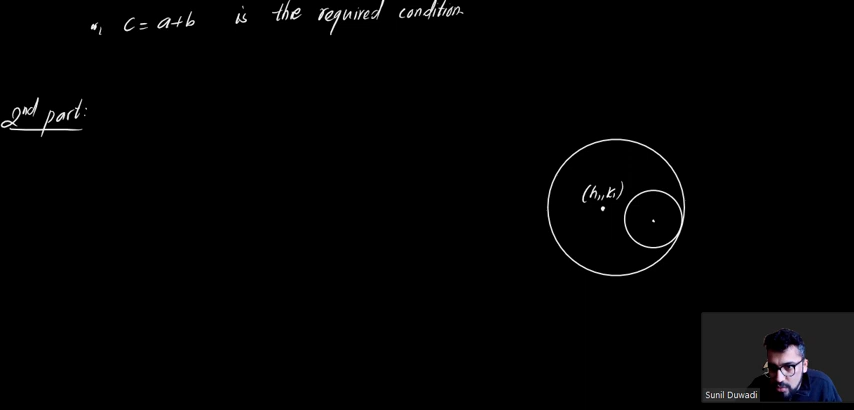 ∴, c = a+b is the required condition
2nd part:
(h₁,k₁)
Sunil Duwadi